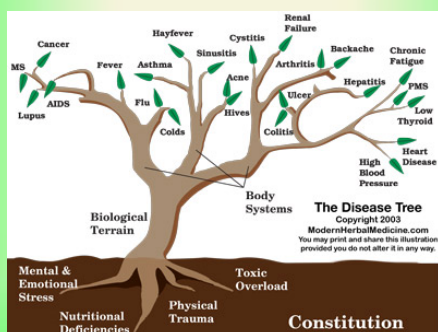 Renal
Failure
Hayfever
Cystitis
Backache
Cancer
Sinusitis
Chronic
Fatigue
MS
Fever
Asthma
Arthritis
Acne
Ulcer
Hepatitis
PMS
AIDS
Flu
Low
Thyroid
Lupus
Hives
Colds
Colitis
Heart
Disease
High
Blood
Pressure
Body
Systems
Biological
Terrain
The Disease Tree
Copyright 2003
ModernHerbalMedicine.com
You may print and share this illustration
provided you do not alter it in any way.
Mental &
Emotional
Stress
Toxic
Overload
Physical
Trauma
Nutritional
Deficiencies
Constitution